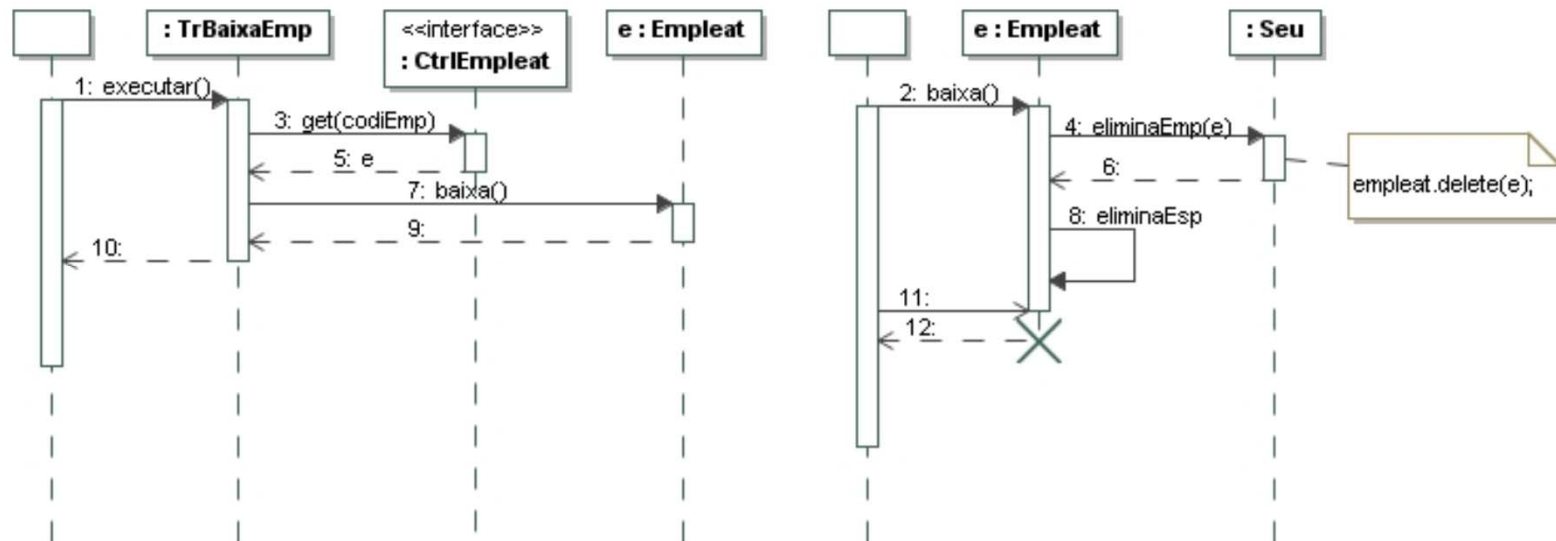 : TrBaixaEmp
<<interface>>
: CtrlEmpleat
e : Empleat
1: executar()
3: get(codiEmp)
5: e
7: baixa()
9:
10:
e : Empleat
: Seu
2: baixa()
4: eliminaEmp(e)
6:
empleat.delete(e);
8: eliminaEsp
11:
12: